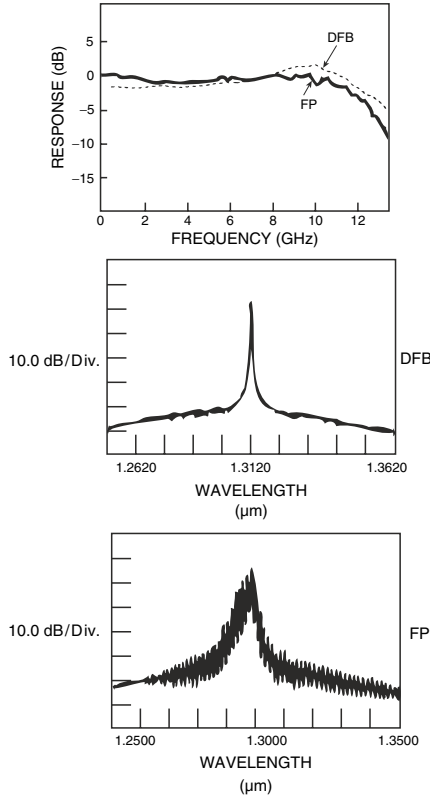 5
0
−5
−10
−15
RESPONSE (dB)
DFB
FP
0 2 4 6 8 10 12
FREQUENCY (GHz)
10.0 dB/Div.
DFB
1.2620 1.3120 1.3620
WAVELENGTH
(µm)
10.0 dB/Div.
FP
1.2500 1.3000 1.3500
WAVELENGTH
(µm)